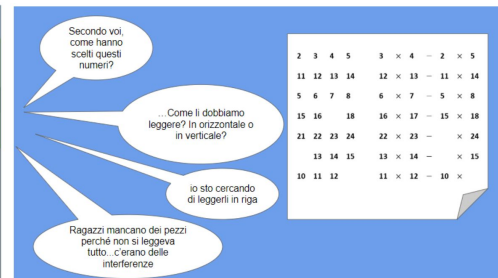 Secondo voi,
come hanno
scelti questi
numeri?
...Come li dobbiamo
leggere? In orizzontale o
in verticale?
io sto cercando
di leggerli in riga
Ragazzi mancano dei pezzi
perché non si leggeva
tutto...c'erano delle
interferenze
2 3 4 5 3 × 4 − 2 × 5
11 12 13 14 12 × 13 − 11 × 14
5 6 7 8 6 × 7 − 5 × 8
15 16 18 16 × 17 − 15 × 18
21 22 23 24 22 × 23 − × 24
13 14 15 13 × 14 − × 15
10 11 12 11 × 12 − 10 ×